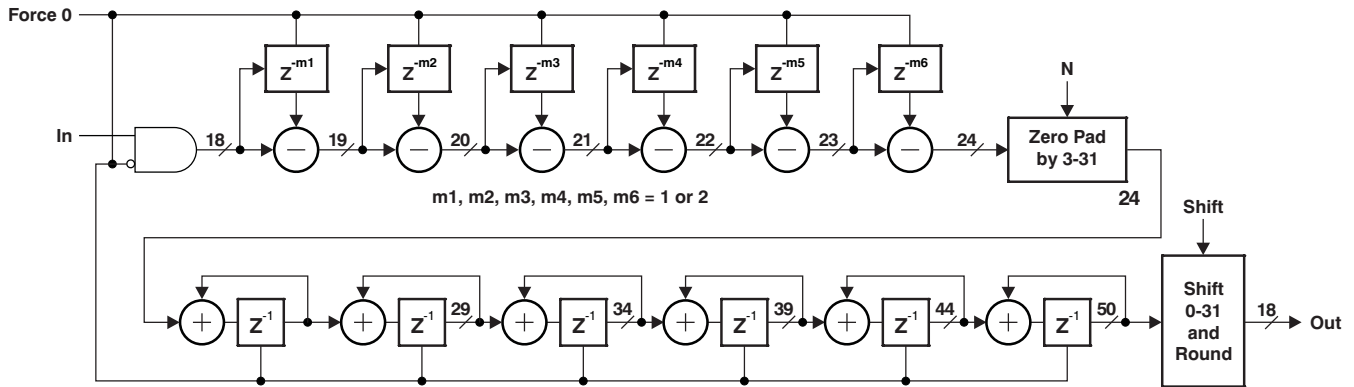 Force 0
Z-m1
Z-m2
Z-m3
Z-m4
Z-m5
Z-m6
N
In
18
19
20
21
22
23
24
Zero Pad
by 3-31
m1, m2, m3, m4, m5, m6 = 1 or 2
24
Shift
Z-1
29
Z-1
34
Z-1
39
Z-1
44
Z-1
50
Z-1
Shift
0-31
and
Round
18
Out